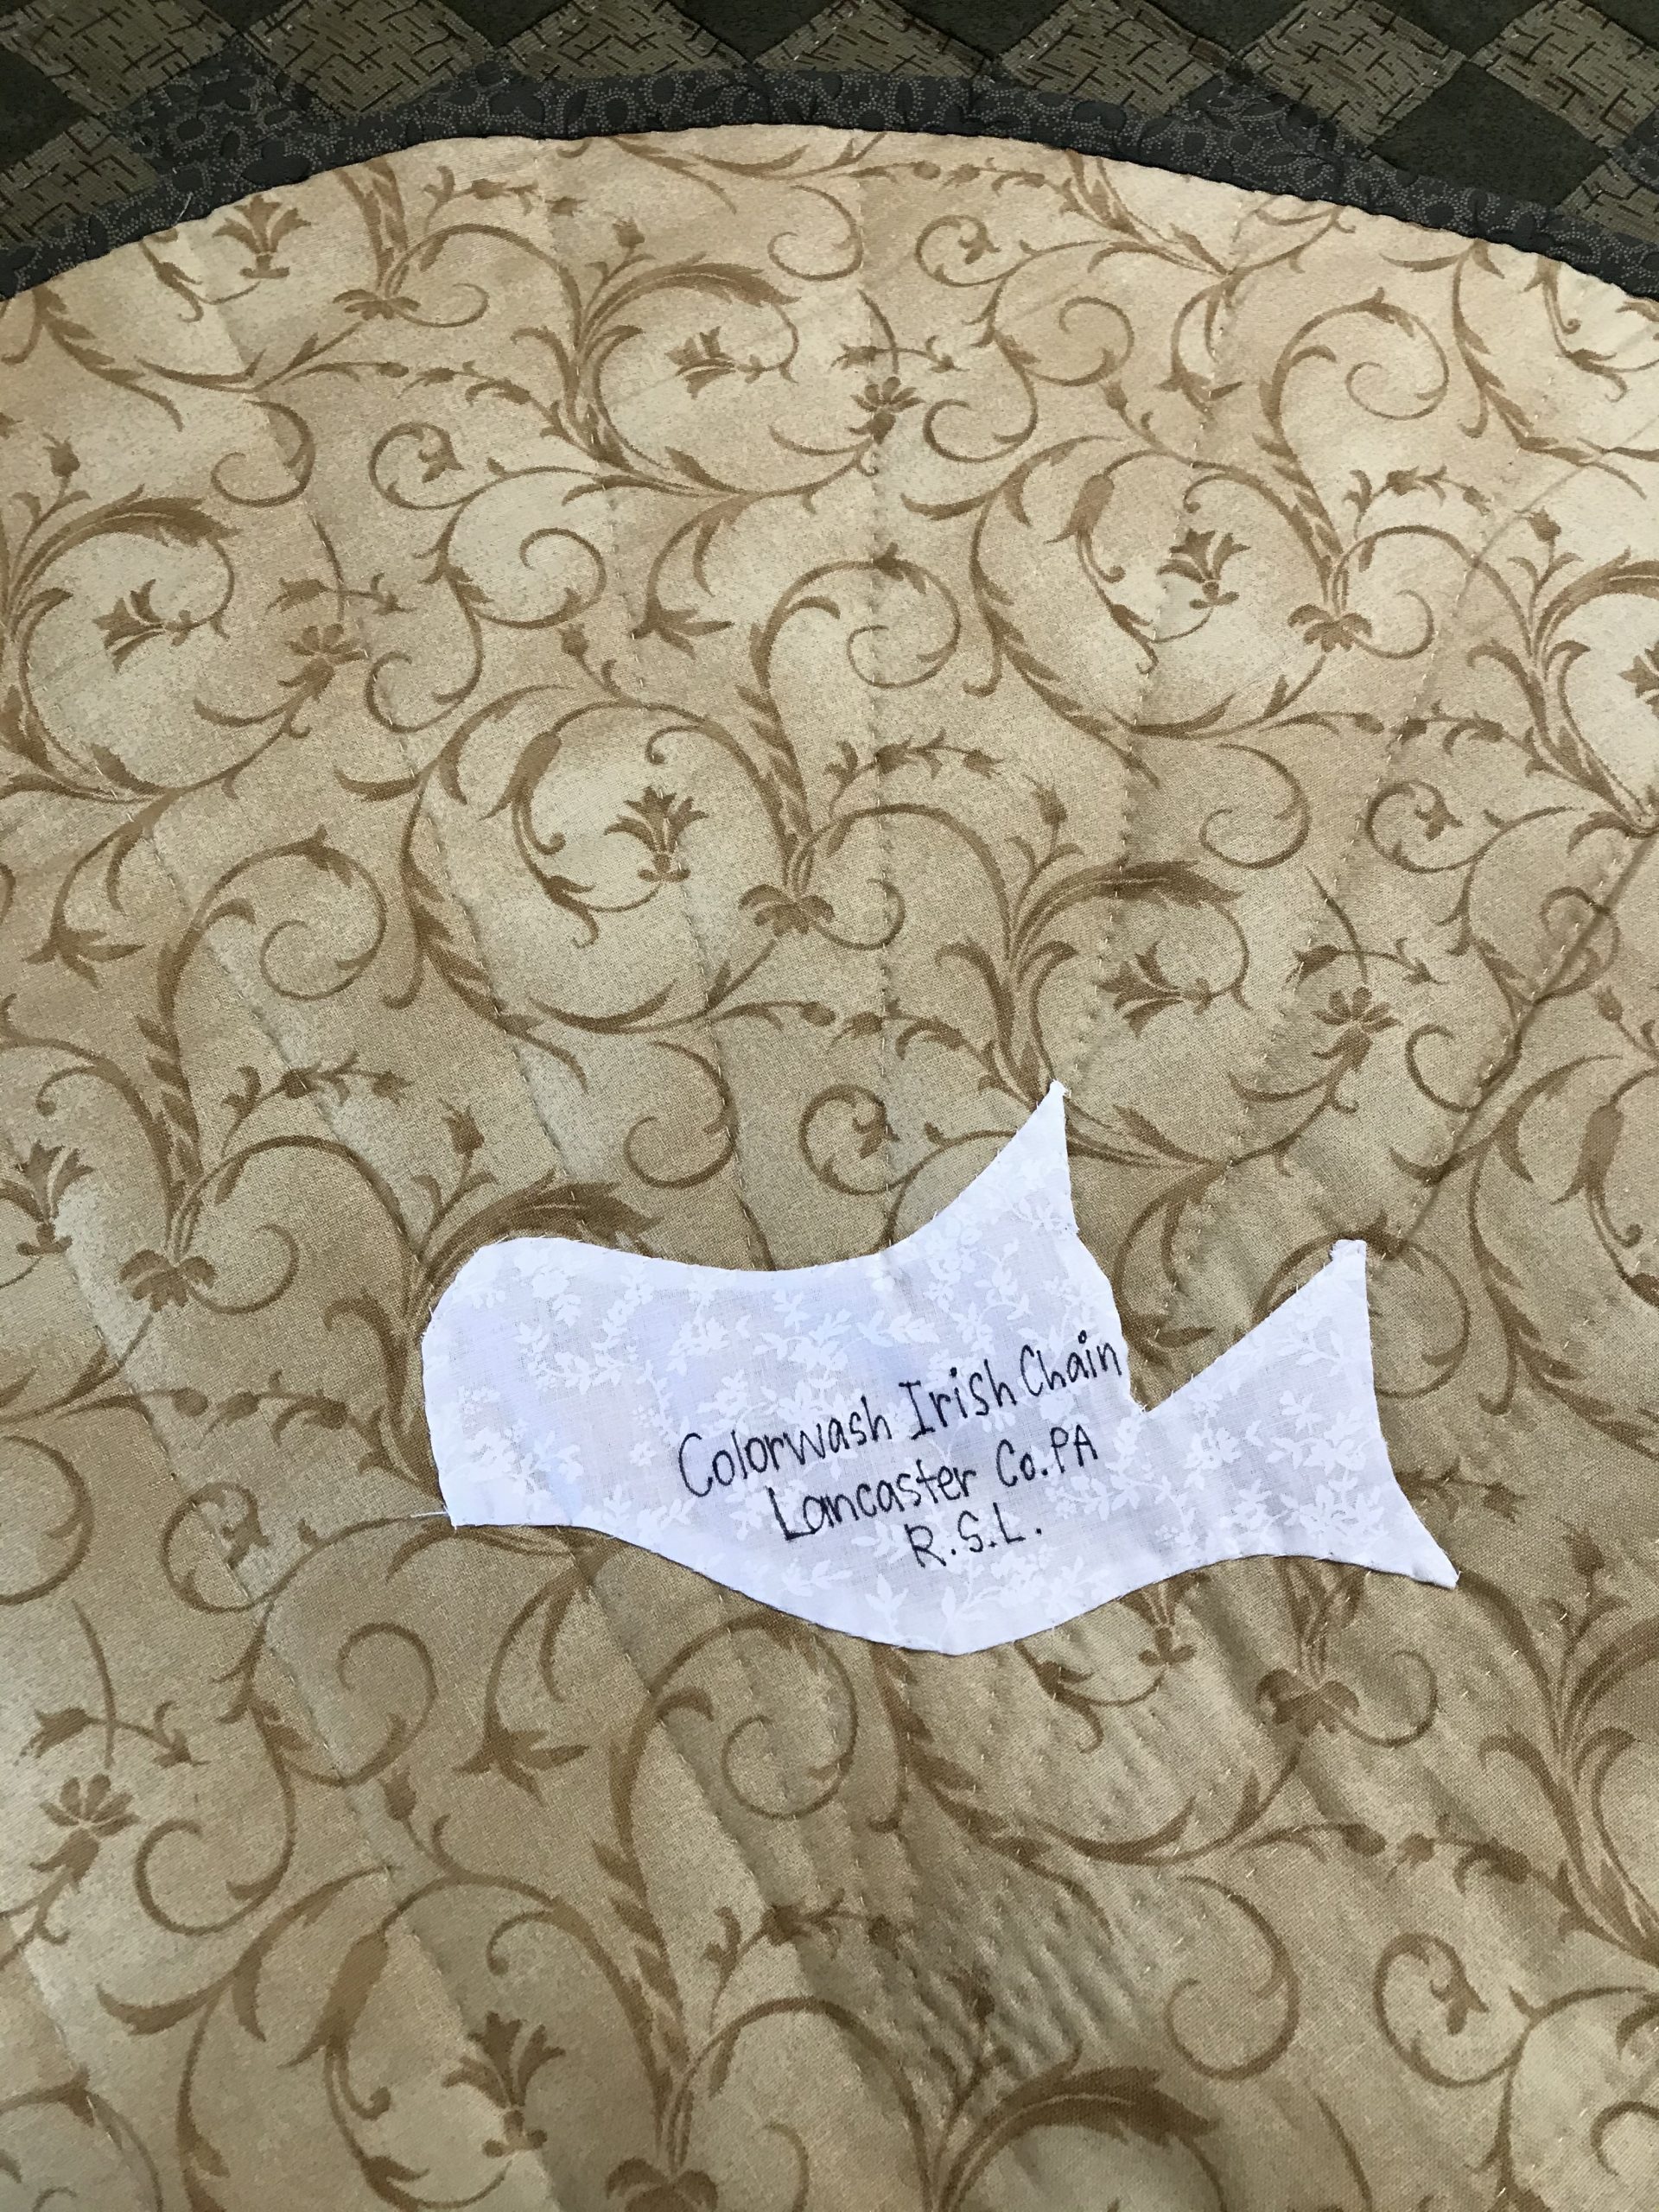 Colorwash Irish Chain
Lancaster Co. PA
R.S.L.